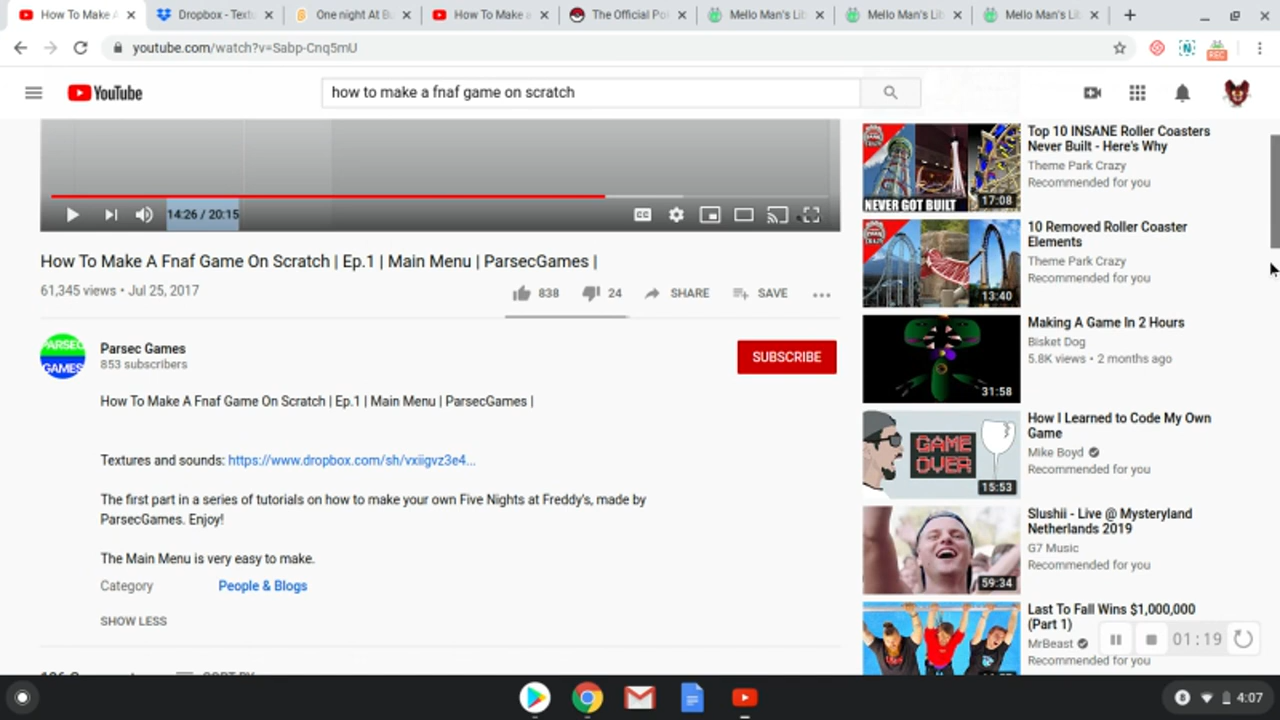 How To Make A
Dropbox - Textu
One night At B
How To Make a
The Official Po
Mello Man's Lib
Mello Man's Lib
Mello Man's Lib
youtube.com/watch?v=Sabp-Cnq5mU
REC
YouTube
how to make a fnaf game on scratch
14:26 / 20:15
CC
How To Make A Fnaf Game On Scratch | Ep.1 | Main Menu | ParsecGames |
61,345 views • Jul 25, 2017
838
24
SHARE
SAVE
PARSEC
GAMES
Parsec Games
853 subscribers
SUBSCRIBE
How To Make A Fnaf Game On Scratch | Ep.1 | Main Menu | ParsecGames |
Textures and sounds: https://www.dropbox.com/sh/vxiigvz3e4...
The first part in a series of tutorials on how to make your own Five Nights at Freddy's, made by
ParsecGames. Enjoy!
The Main Menu is very easy to make.
Category
People & Blogs
SHOW LESS
NEVER GOT BUILT
17:08
Top 10 INSANE Roller Coasters
Never Built - Here's Why
Theme Park Crazy
Recommended for you
13:40
10 Removed Roller Coaster
Elements
Theme Park Crazy
Recommended for you
31:58
Making A Game In 2 Hours
Bisket Dog
5.8K views • 2 months ago
GAME
OVER
15:53
How I Learned to Code My Own
Game
Mike Boyd
Recommended for you
59:34
Slushii - Live @ Mysteryland
Netherlands 2019
G7 Music
Recommended for you
Last To Fall Wins $1,000,000
(Part 1)
MrBeast
Recommended for you
01:19
8
4:07